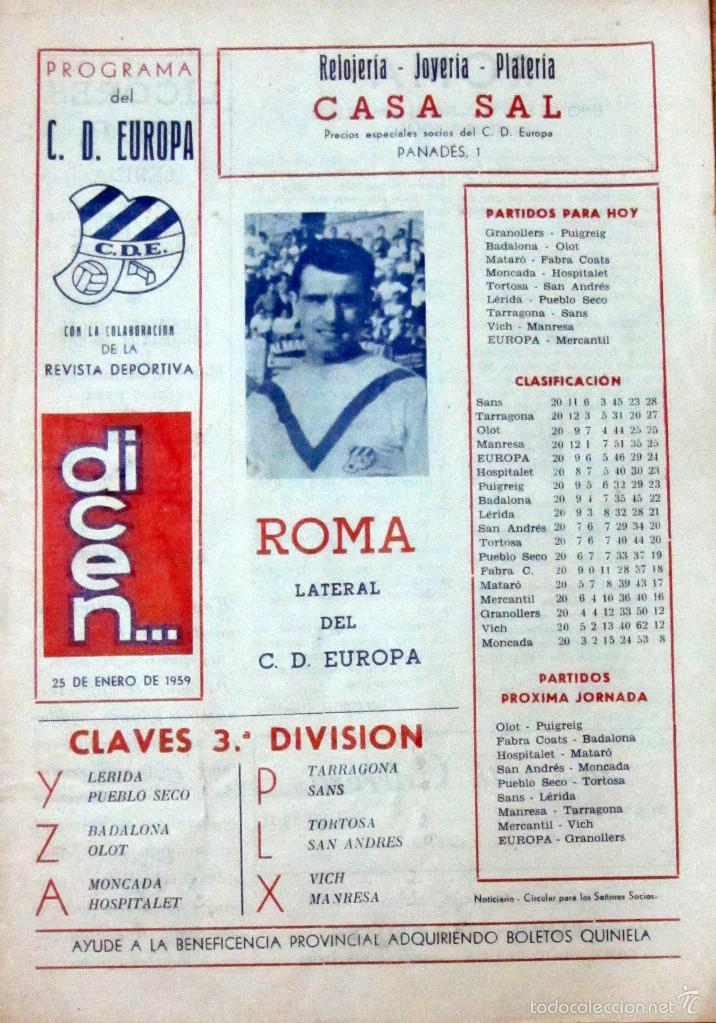 PROGRAMA
del
C. D. EUROPA
C.D.E.
CON LA COLABORACION
DE LA
REVISTA DEPORTIVA
dicen...
25 DE ENERO DE 1959
Relojería - Joyería - Platería
CASA SAL
Precios especiales socios del C. D. Europa
PANADES, 1
ROMA
LATERAL
DEL
C. D. EUROPA
PARTIDOS PARA HOY
Granollers - Puigreig
Badalona - Olot
Mataró - Fabra Coats
Moncada - Hospitalet
Tortosa - San Andrés
Lérida - Pueblo Seco
Tarragona - Sans
Vich - Manresa
EUROPA - Mercantil
CLASIFICACIÓN
Sans 20 11 6 3 45 23 28
Tarragona 20 12 3 5 31 20 27
Olot 20 9 7 4 44 25 25
Manresa 20 12 1 7 51 35 25
EUROPA 20 9 6 5 46 29 24
Hospitalet 20 8 7 5 40 30 23
Puigreig 20 9 5 6 32 29 23
Badalona 20 9 4 7 35 45 22
Lérida 20 9 3 8 32 28 21
San Andrés 20 7 6 7 29 34 20
Tortosa 20 7 6 7 40 44 20
Pueblo Seco 20 6 7 7 33 37 19
Fabra C. 20 9 0 11 28 37 18
Mataró 20 5 7 8 39 43 17
Mercantil 20 6 4 10 36 40 16
Granollers 20 4 4 12 33 50 12
Vich 20 5 2 13 40 62 12
Moncada 20 3 2 15 24 53 8
PARTIDOS
PROXIMA JORNADA
Olot - Puigreig
Fabra Coats - Badalona
Hospitalet - Mataró
San Andrés - Moncada
Pueblo Seco - Tortosa
Sans - Lérida
Manresa - Tarragona
Mercantil - Vich
EUROPA - Granollers
Noticiario - Circular para los Señores Socios.
CLAVES 3.ª DIVISION
Y LERIDA
PUEBLO SECO
Z BADALONA
OLOT
A MONCADA
HOSPITALET
P TARRAGONA
SANS
L TORTOSA
SAN ANDRES
X VICH
MANRESA
AYUDE A LA BENEFICENCIA PROVINCIAL ADQUIRIENDO BOLETOS QUINIELA
todocoleccion.net